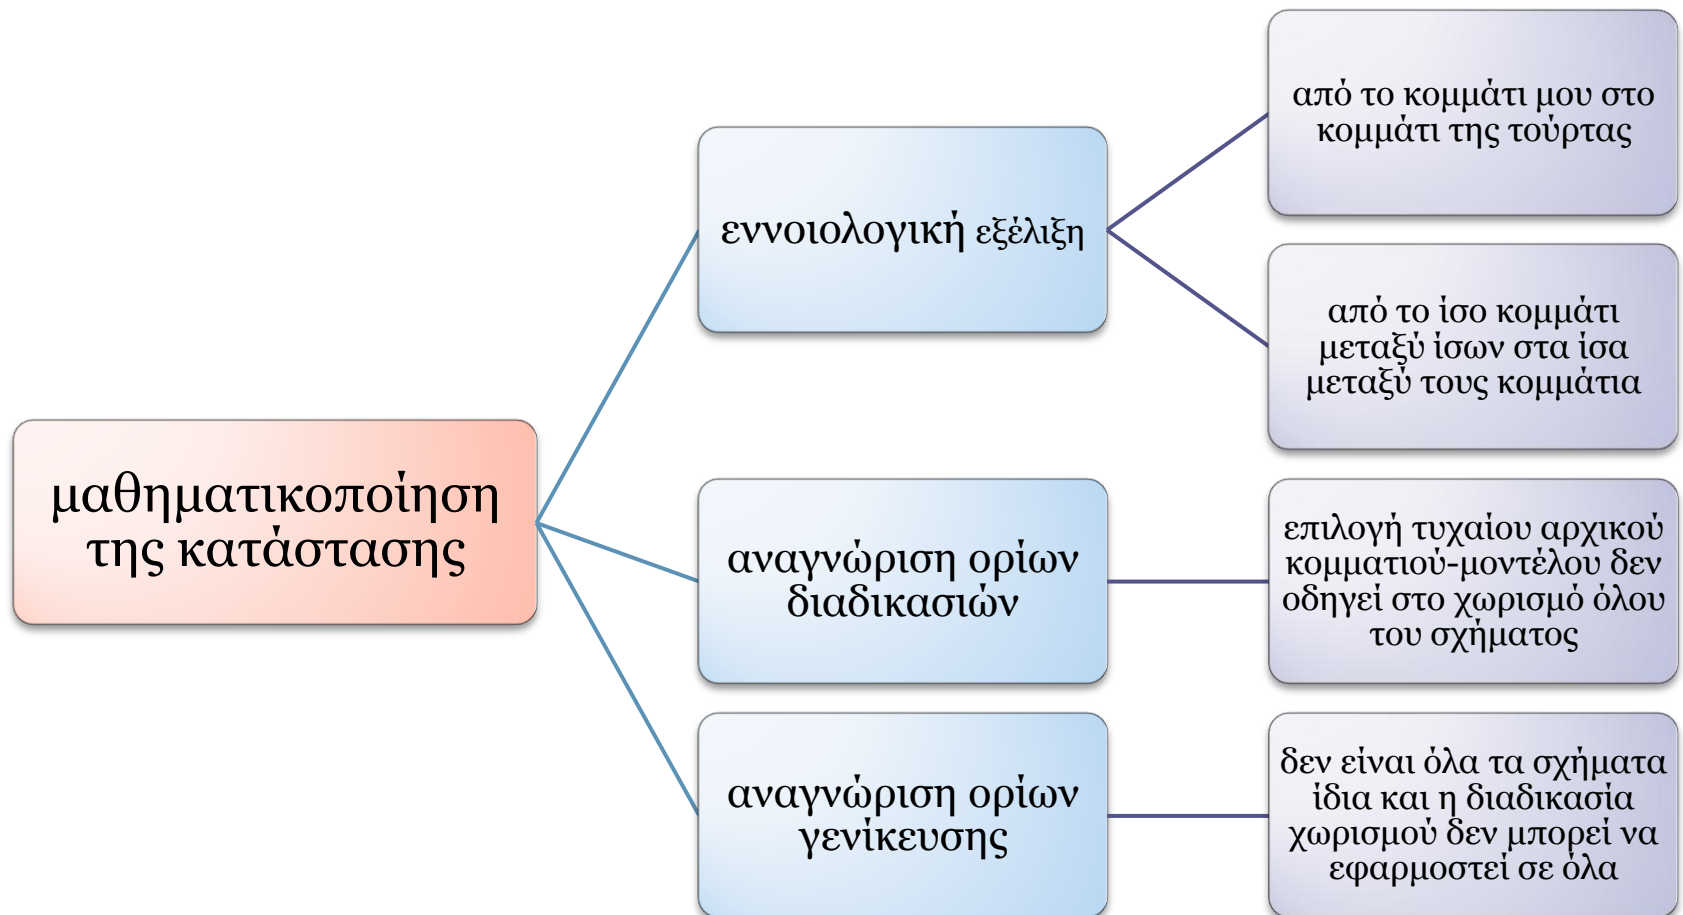 μαθηματικοποίηση
της κατάστασης
εννοιολογική εξέλιξη
από το κομμάτι μου στο
κομμάτι της τούρτας
από το ίσο κομμάτι
μεταξύ ίσων στα ίσα
μεταξύ τους κομμάτια
αναγνώριση ορίων
διαδικασιών
επιλογή τυχαίου αρχικού
κομματιού-μοντέλου δεν
οδηγεί στο χωρισμό όλου
του σχήματος
αναγνώριση ορίων
γενίκευσης
δεν είναι όλα τα σχήματα
ίδια και η διαδικασία
χωρισμού δεν μπορεί να
εφαρμοστεί σε όλα